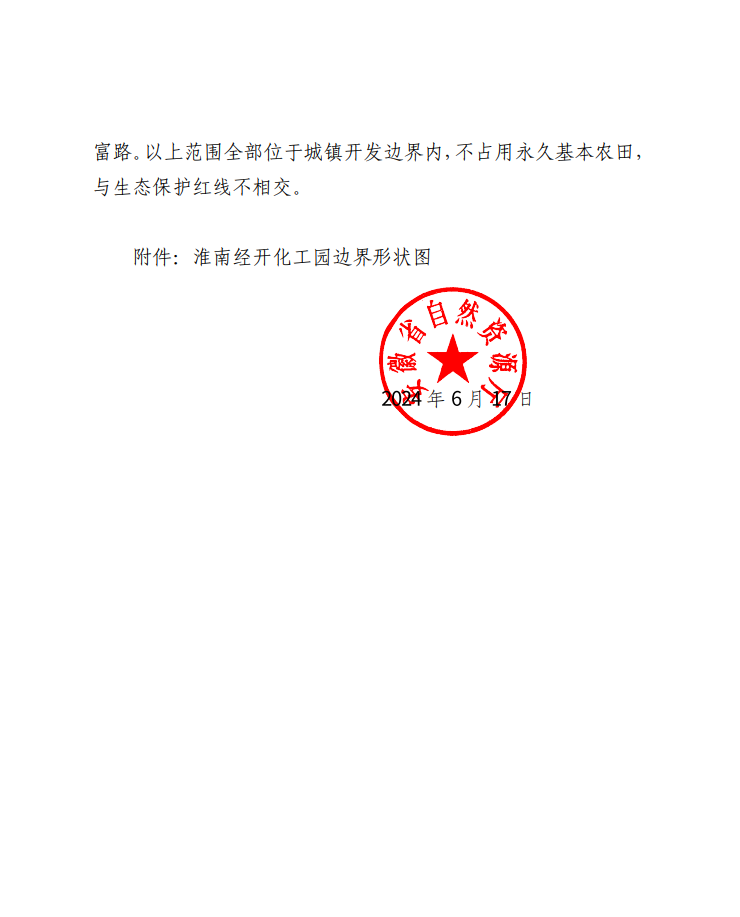 富路。以上范围全部位于城镇开发边界内，不占用永久基本农田，
与生态保护红线不相交。
附件：淮南经开化工园边界形状图
安徽省自然资源厅
2024 年 6 月 17 日